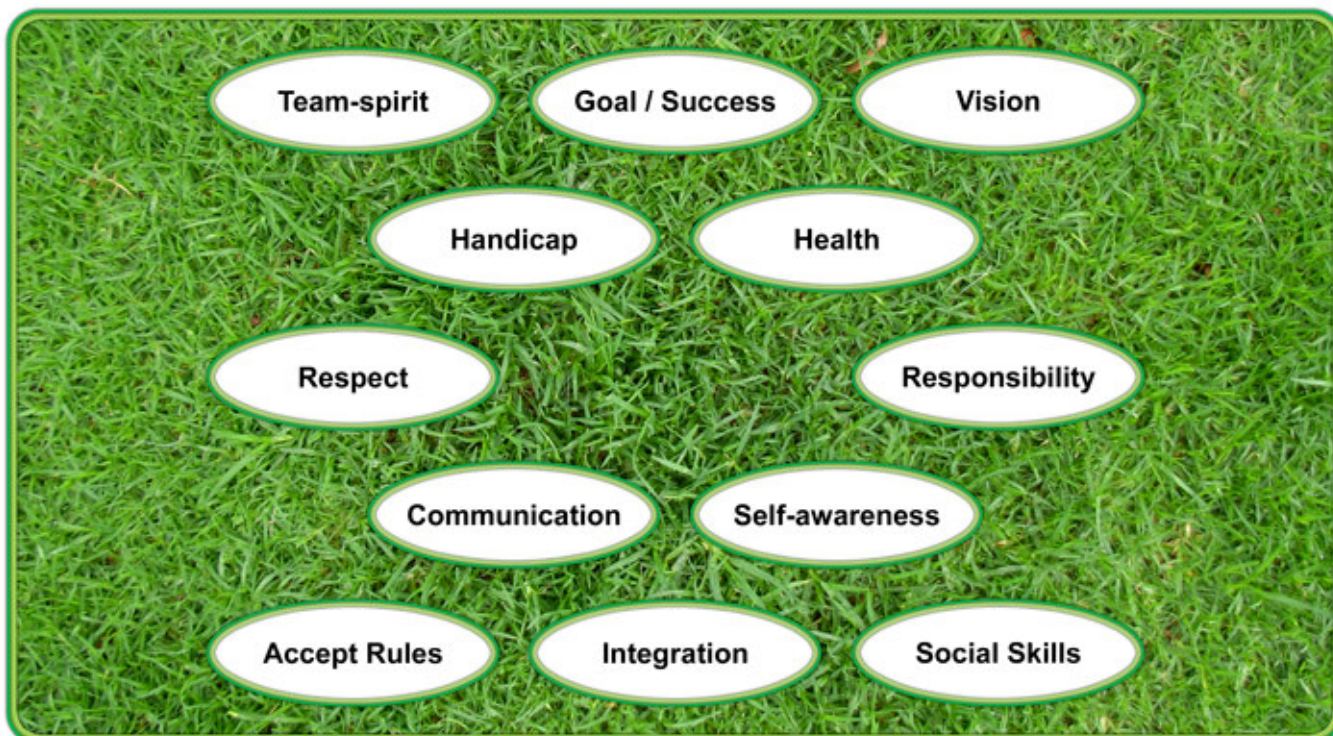 Team-spirit
Goal / Success
Vision
Handicap
Health
Respect
Responsibility
Communication
Self-awareness
Accept Rules
Integration
Social Skills